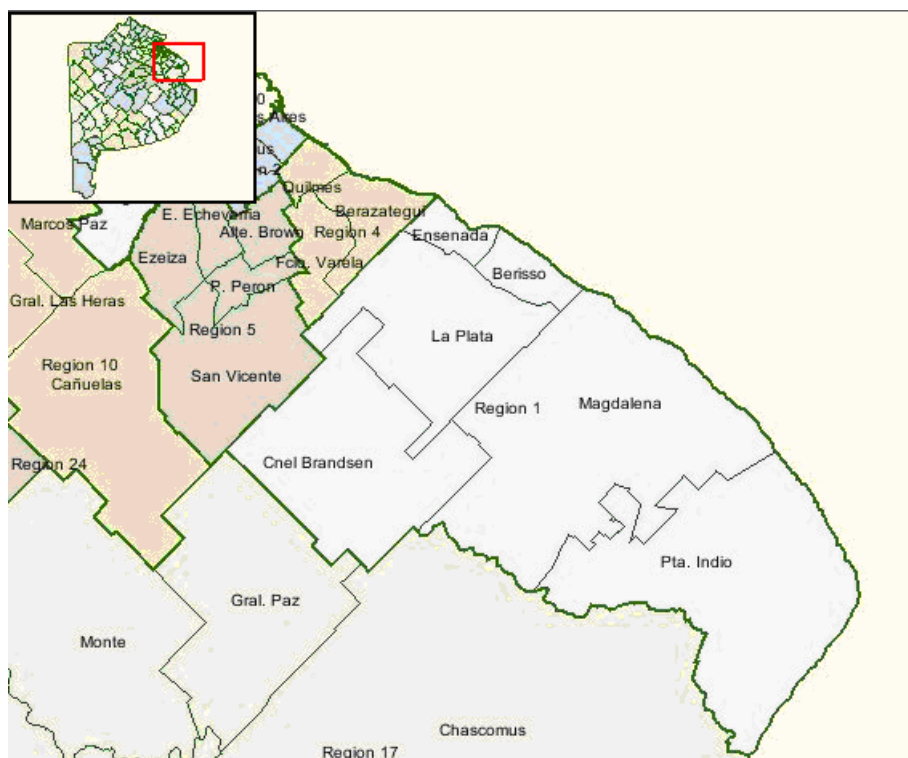 Quilmes
Marcos Paz
E. Echeverria
Berazategui
Alte. Brown
Region 4
Ensenada
Ezeiza
Fcio. Varela
Berisso
P. Peron
Gral. Las Heras
Region 5
La Plata
Region 10
Cañuelas
San Vicente
Region 1
Magdalena
Region 24
Cnel Brandsen
Pta. Indio
Gral. Paz
Monte
Chascomus
Region 17